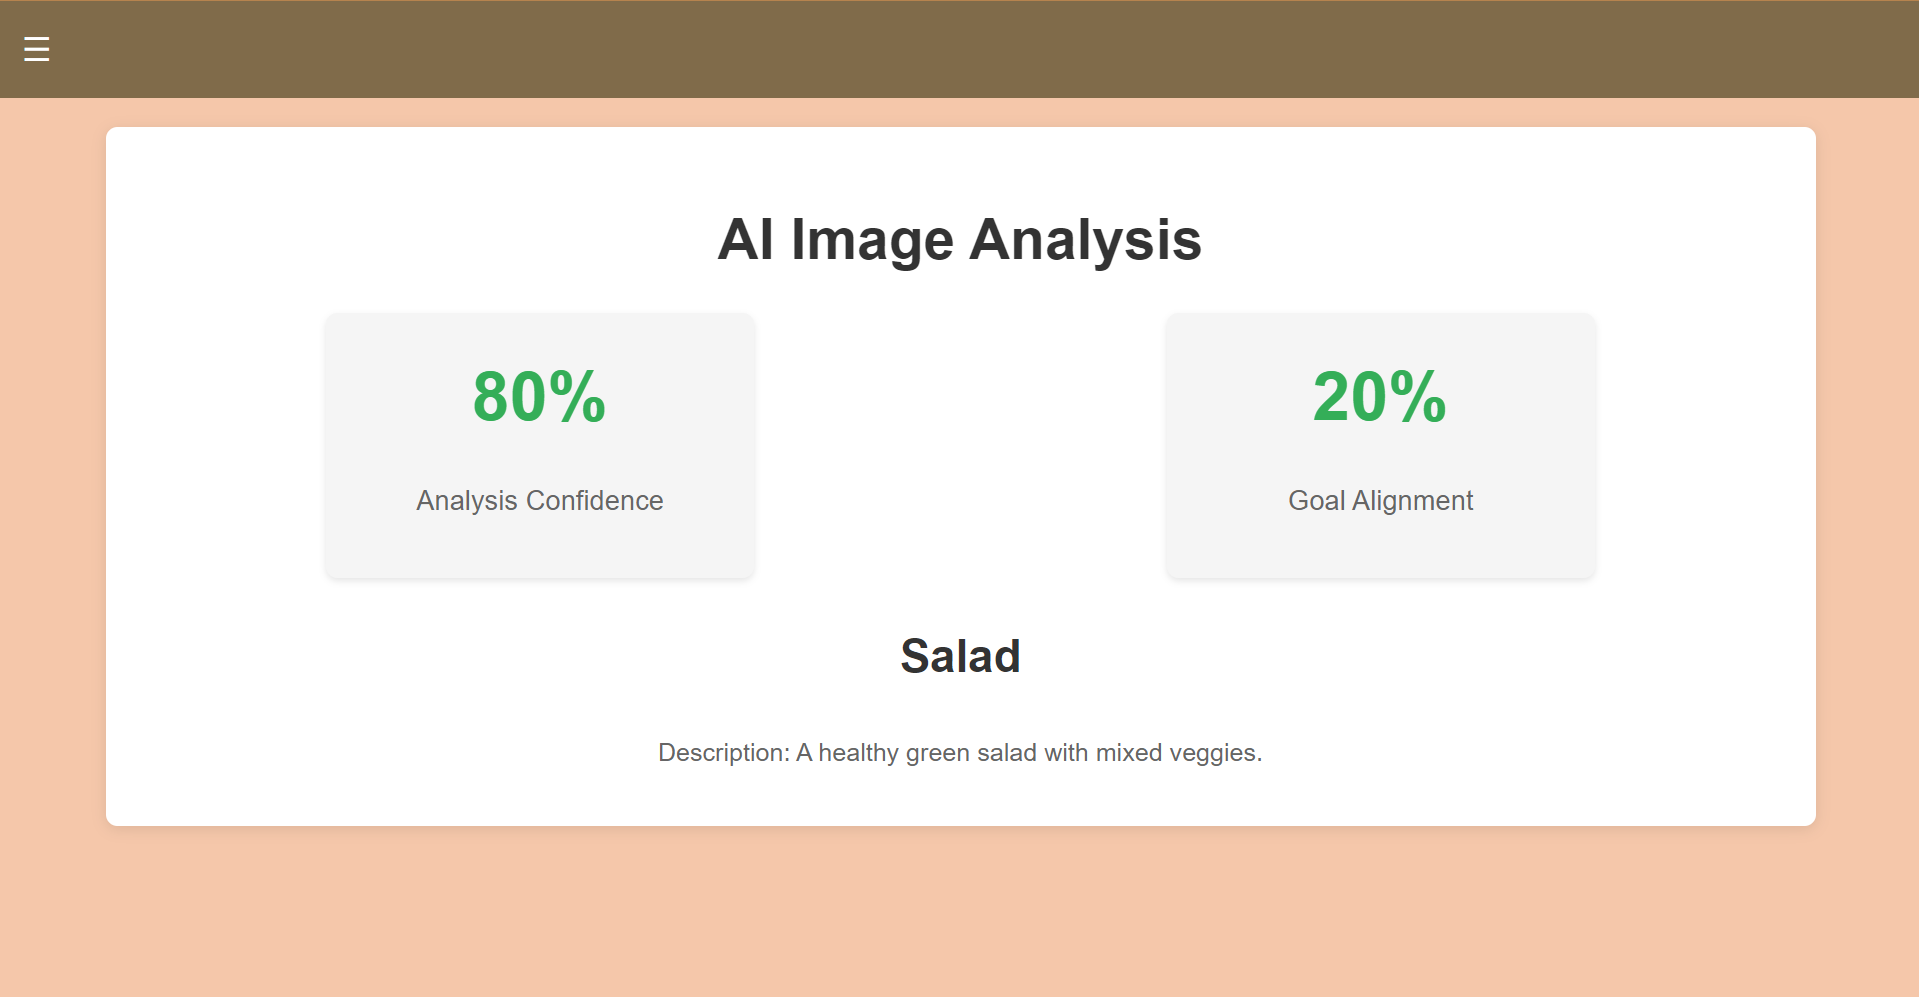 AI Image Analysis
80%
Analysis Confidence
20%
Goal Alignment
Salad
Description: A healthy green salad with mixed veggies.